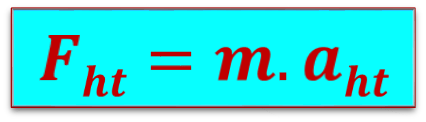 F_ht = m. a_ht